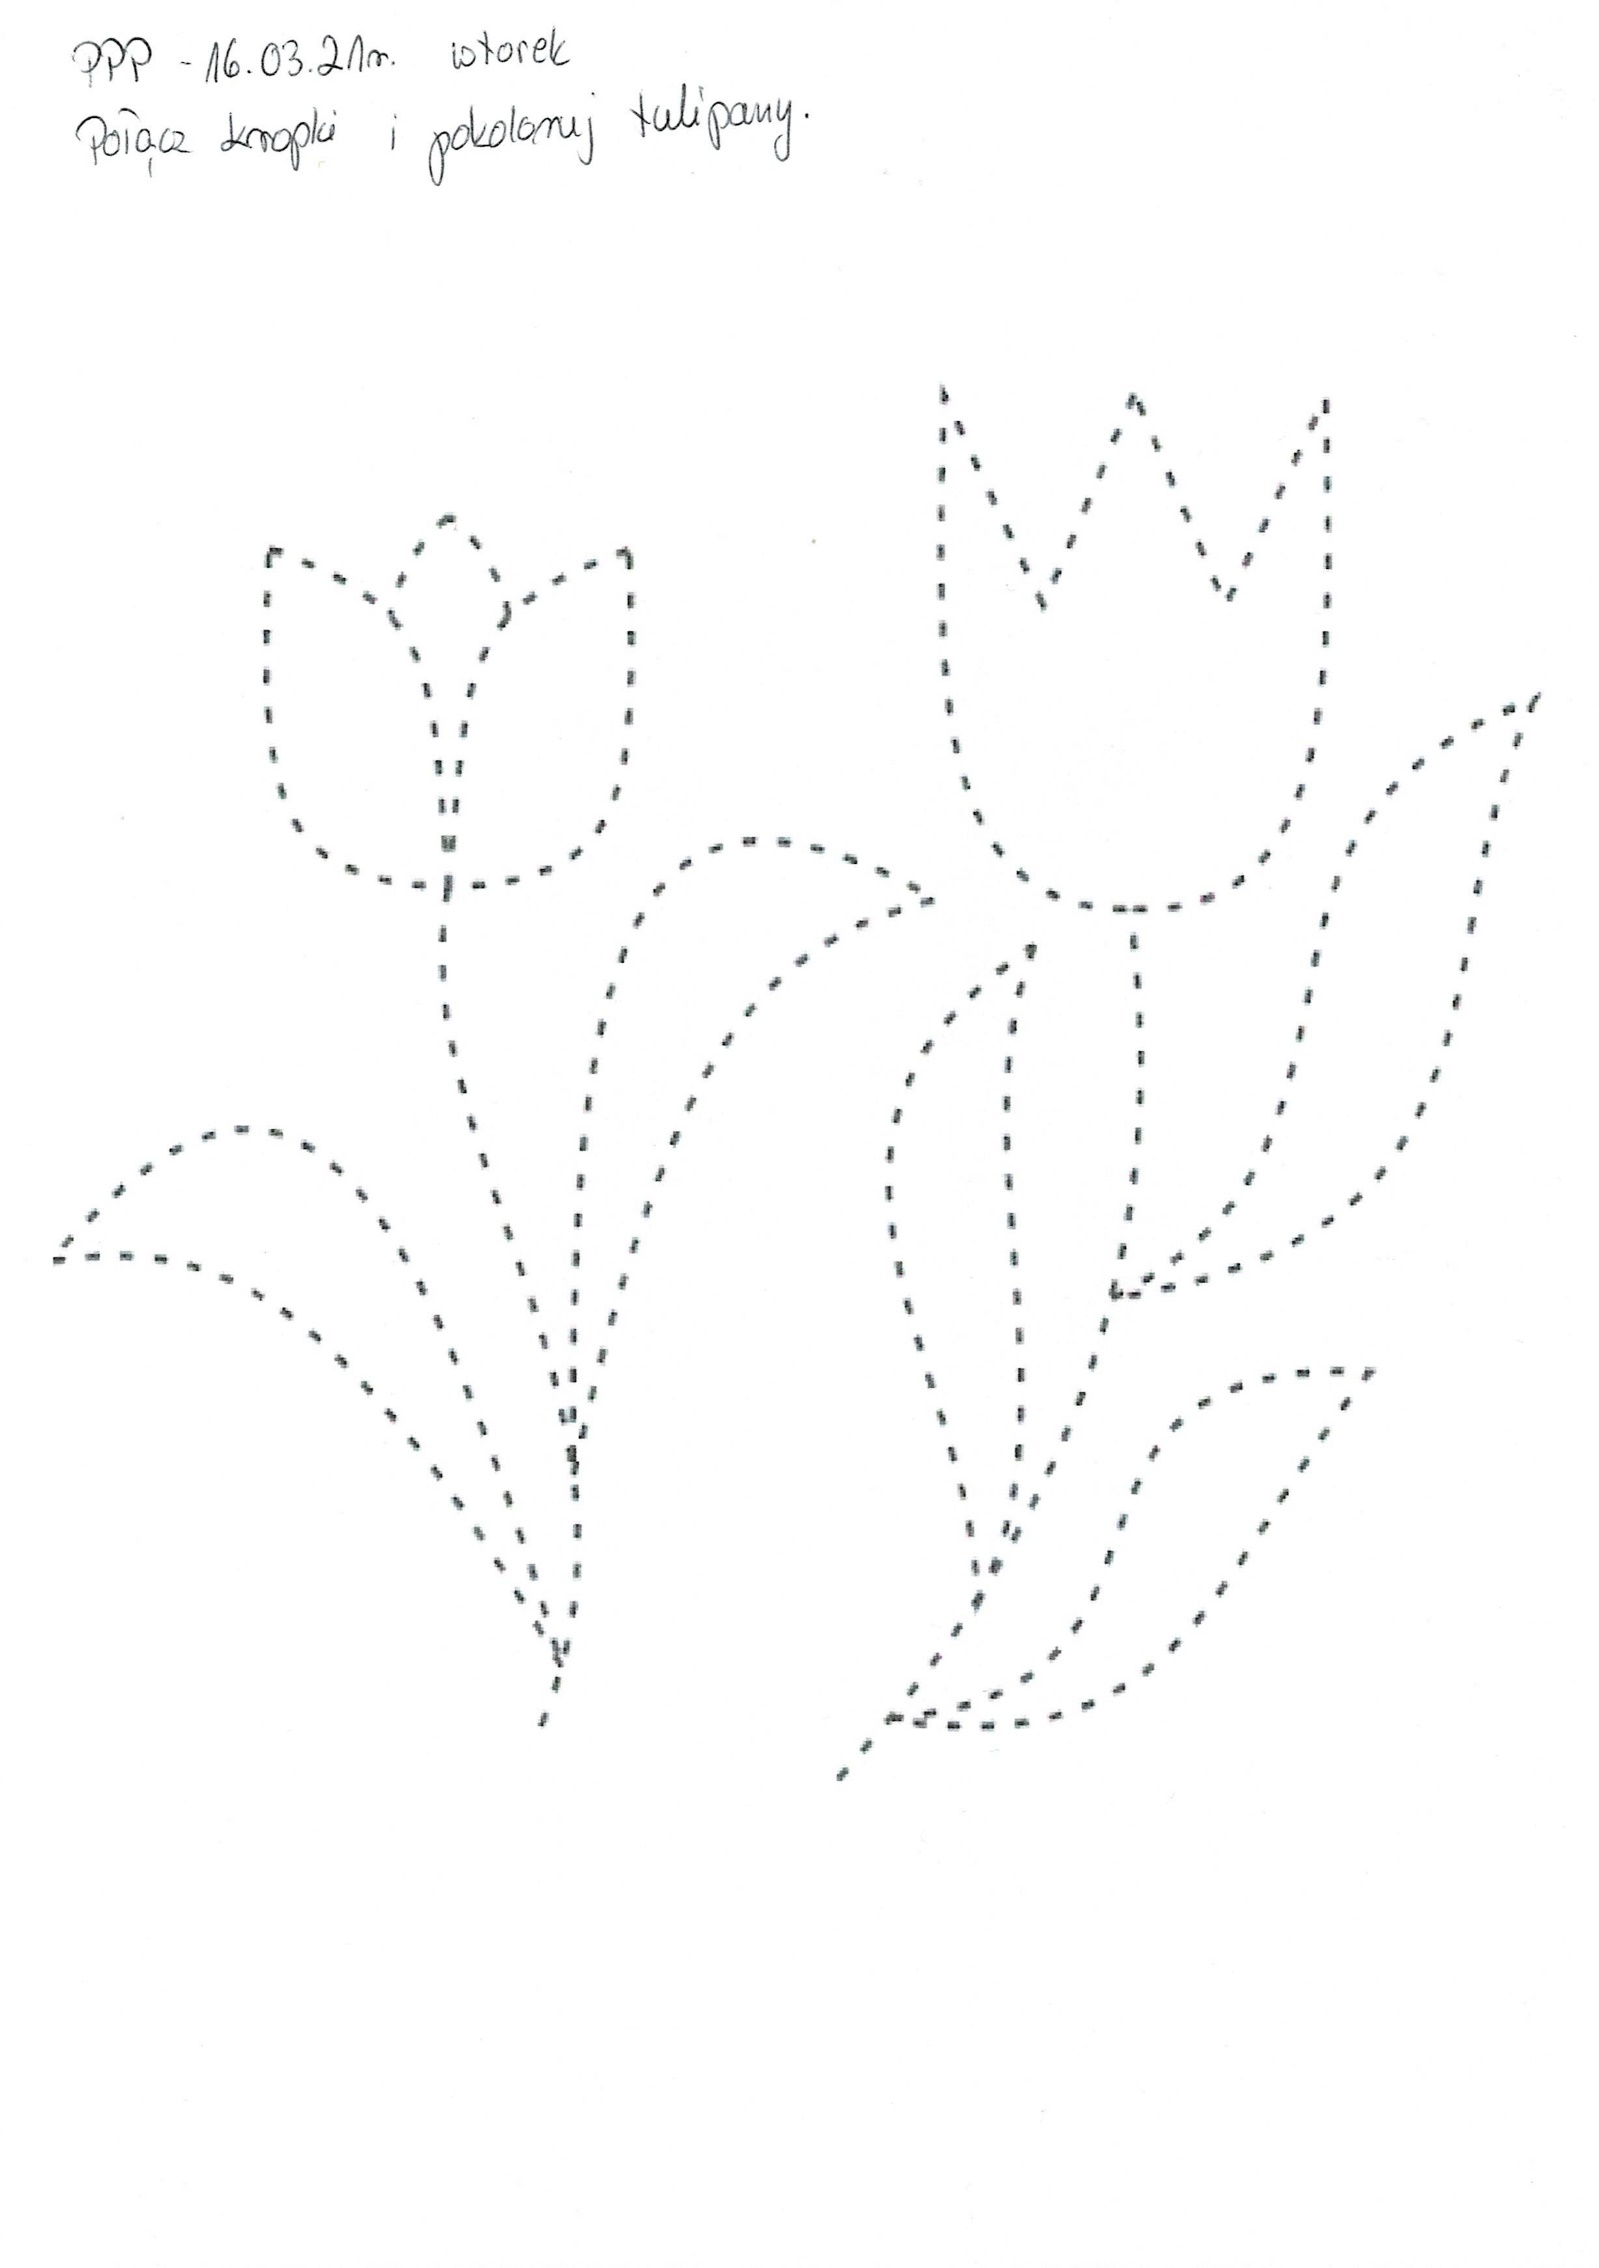 PPP - 16.03.21r. wtorek
Połącz kropki i pokoloruj tulipany.